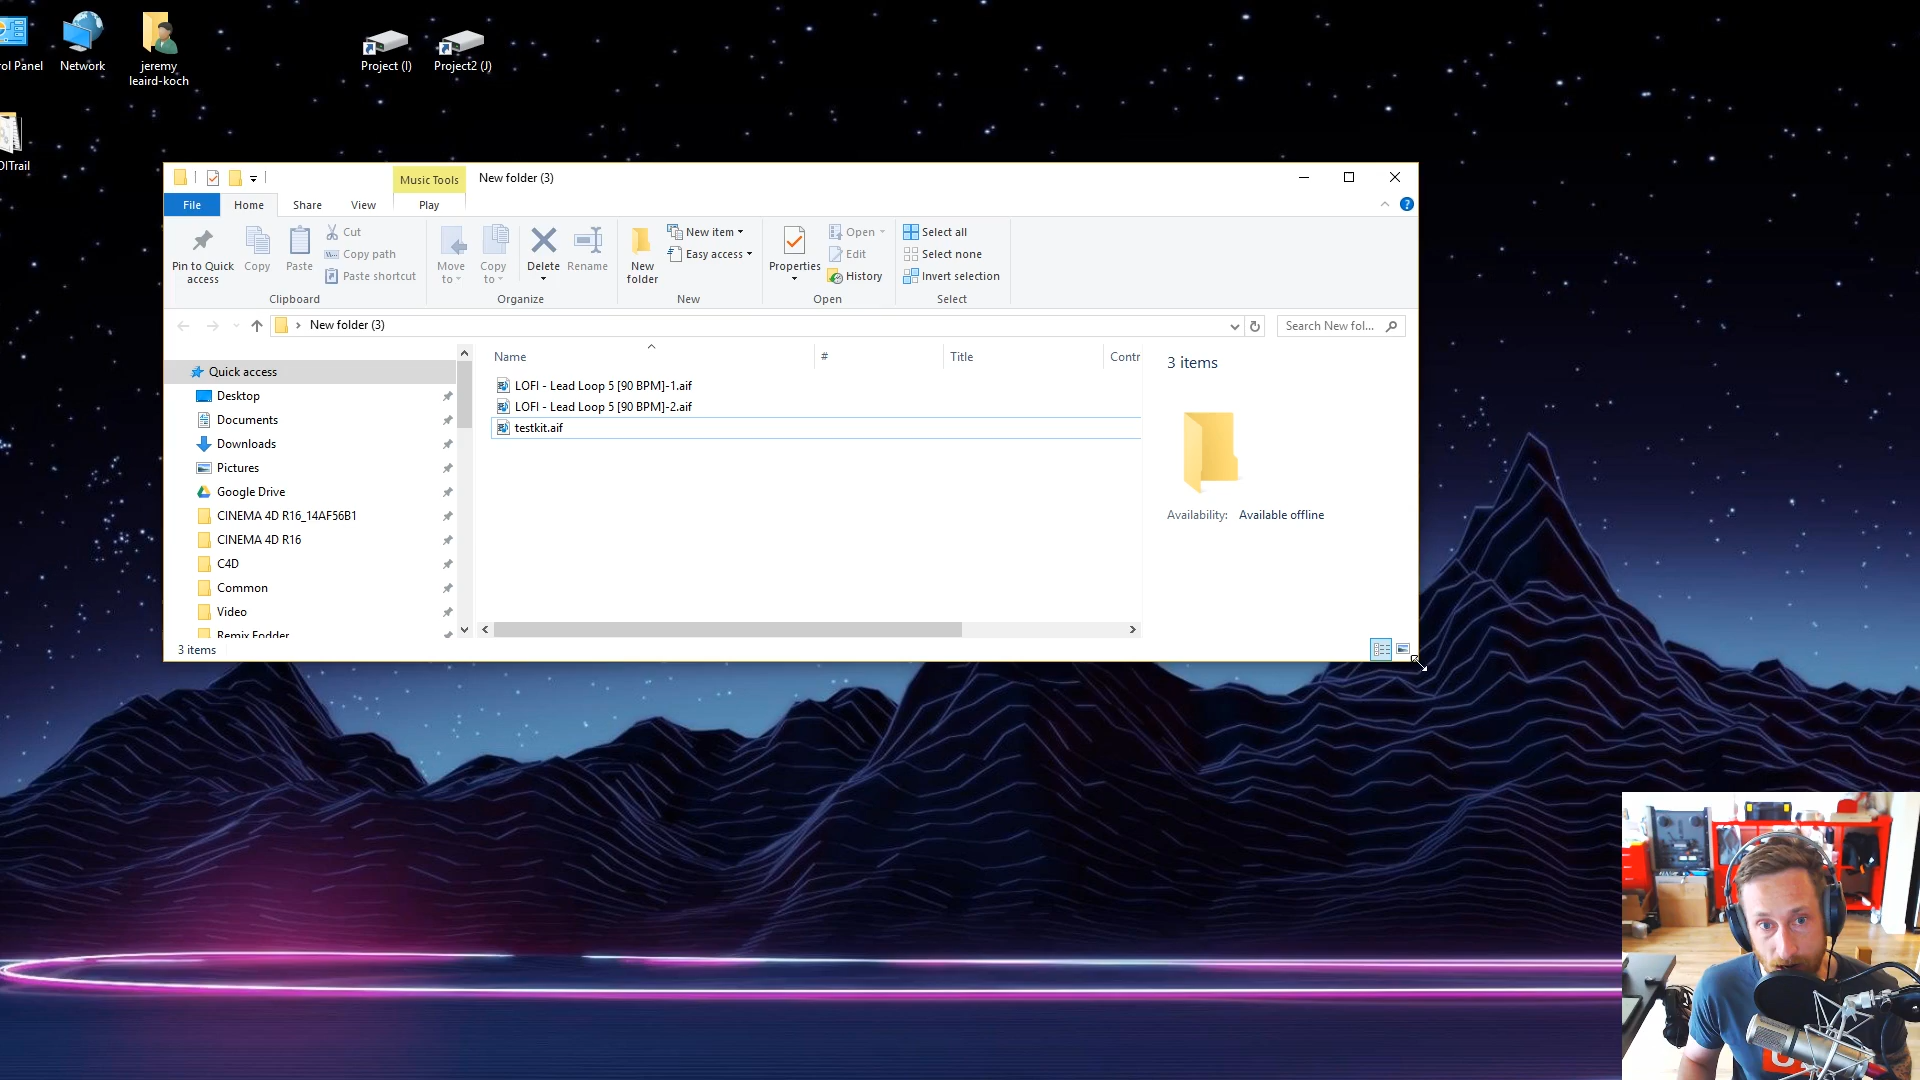 rol Panel
Network
jeremy
leaird-koch
Project (I)
Project2 (J)
DITrail
Music Tools
New folder (3)
File
Home
Share
View
Play
Pin to Quick
access
Copy
Paste
Cut
Copy path
Paste shortcut
Clipboard
Move
to
Copy
to
Delete
Rename
Organize
New
folder
New item
Easy access
New
Properties
Open
Edit
History
Open
Select all
Select none
Invert selection
Select
New folder (3)
Search New fol...
Quick access
Desktop
Documents
Downloads
Pictures
Google Drive
CINEMA 4D R16_14AF56B1
CINEMA 4D R16
C4D
Common
Video
Remix Fodder
Name
#
Title
Contr
LOFI - Lead Loop 5 [90 BPM]-1.aif
LOFI - Lead Loop 5 [90 BPM]-2.aif
testkit.aif
3 items
Availability: Available offline
3 items